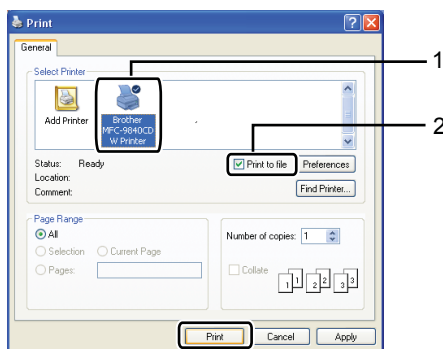 Print
General
1
Select Printer
Add Printer
Brother
MFC-9840CD
W Printer
2
Status: Ready
Print to file
Preferences
Location:
Comment:
Find Printer...
Page Range
All
Number of copies: 1
Selection
Current Page
Pages:
Collate
1 1 2 2 3 3
Print
Cancel
Apply